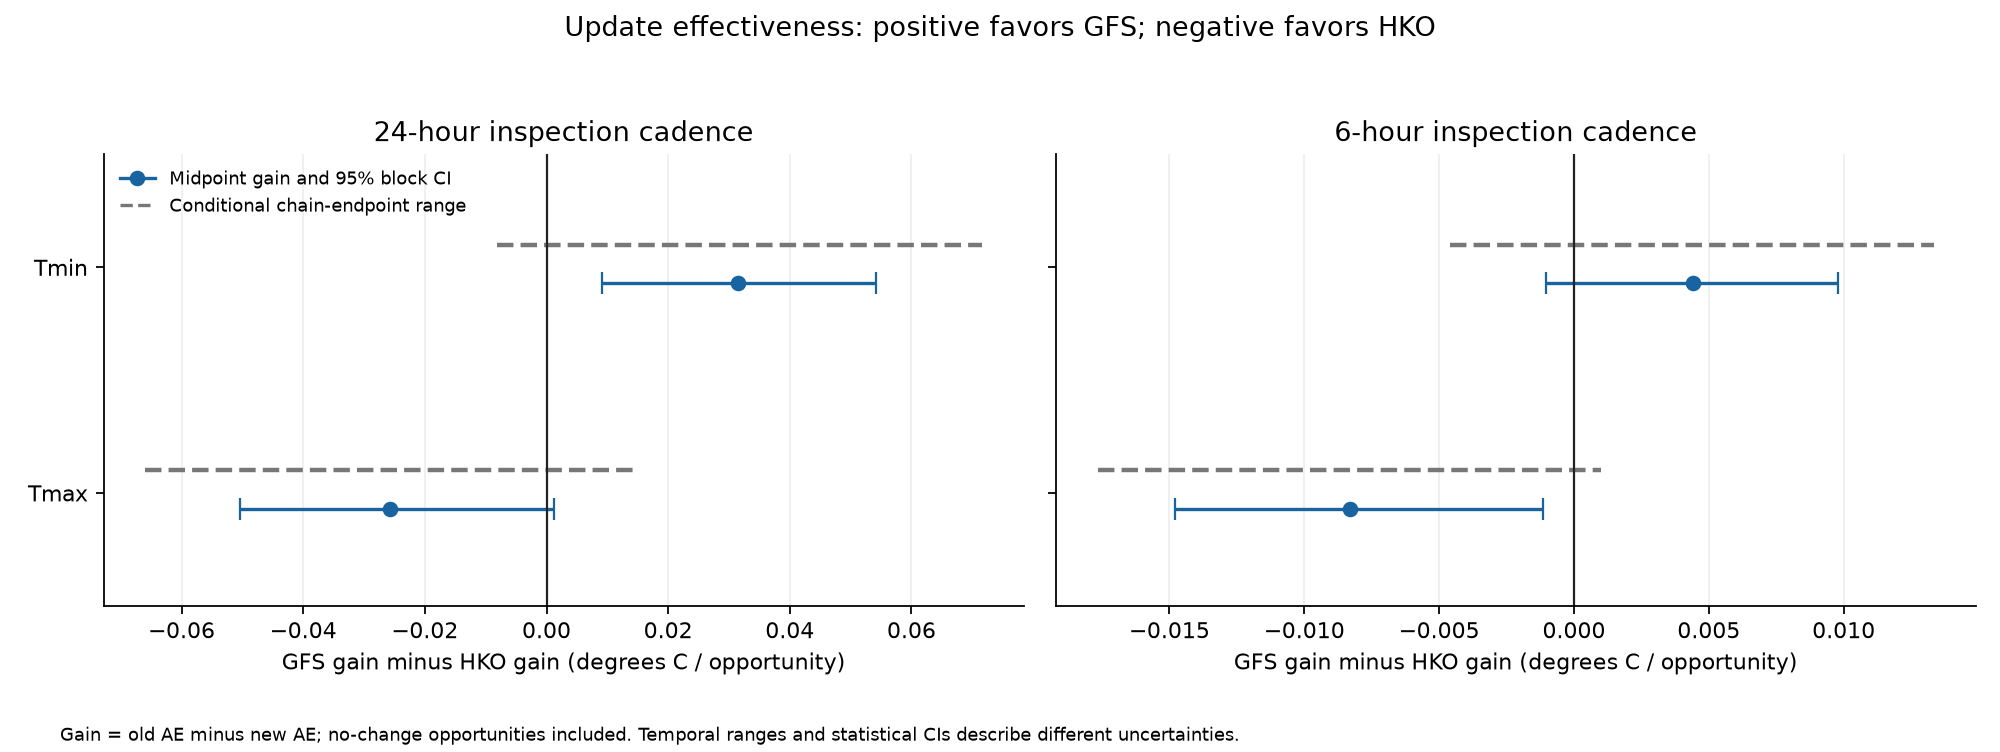 Update effectiveness: positive favors GFS; negative favors HKO
24-hour inspection cadence
Midpoint gain and 95% block CI
Conditional chain-endpoint range
Tmin
Tmax
−0.06 −0.04 −0.02 0.00 0.02 0.04 0.06
GFS gain minus HKO gain (degrees C / opportunity)
6-hour inspection cadence
−0.015 −0.010 −0.005 0.000 0.005 0.010
GFS gain minus HKO gain (degrees C / opportunity)
Gain = old AE minus new AE; no-change opportunities included. Temporal ranges and statistical CIs describe different uncertainties.